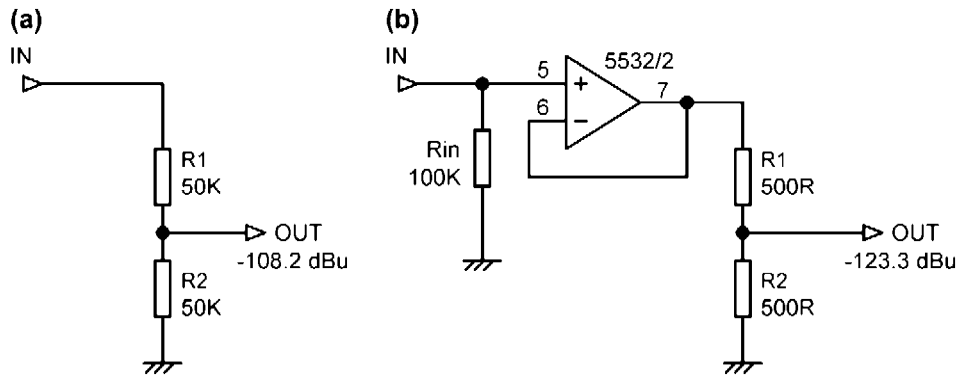 (a)
IN
R1
50K
OUT
-108.2 dBu
R2
50K
(b)
IN
5532/2
5
+
6
−
7
Rin
100K
R1
500R
OUT
-123.3 dBu
R2
500R